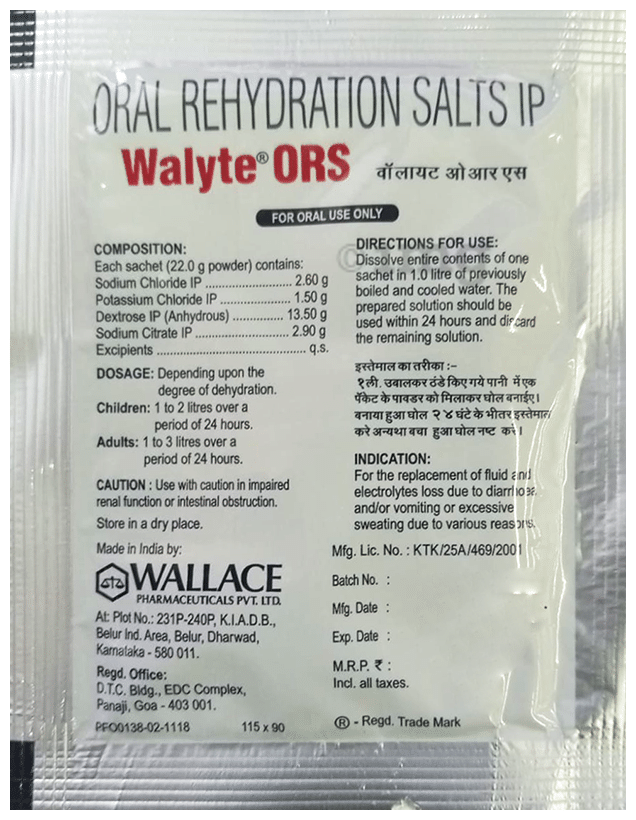 ORAL REHYDRATION SALTS IP
Walyte® ORS वॉलायट ओ आर एस
FOR ORAL USE ONLY
COMPOSITION:
Each sachet (22.0 g powder) contains:
Sodium Chloride IP ........................... 2.60 g
Potassium Chloride IP ...................... 1.50 g
Dextrose IP (Anhydrous) ............... 13.50 g
Sodium Citrate IP ............................. 2.90 g
Excipients ............................................ q.s.
DOSAGE: Depending upon the
degree of dehydration.
Children: 1 to 2 litres over a
period of 24 hours.
Adults: 1 to 3 litres over a
period of 24 hours.
CAUTION : Use with caution in impaired
renal function or intestinal obstruction.
Store in a dry place.
Made in India by:
WALLACE
PHARMACEUTICALS PVT. LTD.
At: Plot No.: 231P-240P, K.I.A.D.B.,
Belur Ind. Area, Belur, Dharwad,
Karnataka - 580 011.
Regd. Office:
D.T.C. Bldg., EDC Complex,
Panaji, Goa - 403 001.
PFO0138-02-1118 115 x 90
DIRECTIONS FOR USE:
Dissolve entire contents of one
sachet in 1.0 litre of previously
boiled and cooled water. The
prepared solution should be
used within 24 hours and discard
the remaining solution.
इस्तेमाल का तरीका :-
१ ली. उबालकर ठंडे किए गये पानी में एक
पॅकेट के पावडर को मिलाकर घोल बनाईए।
बनाया हुआ घोल २४ घंटे के भीतर इस्तेमाल
करे अन्यथा बचा हुआ घोल नष्ट करे।
INDICATION:
For the replacement of fluid and
electrolytes loss due to diarrhoea
and/or vomiting or excessive
sweating due to various reasons.
Mfg. Lic. No. : KTK/25A/469/2001
Batch No. :
Mfg. Date :
Exp. Date :
M.R.P. ₹ :
Incl. all taxes.
® - Regd. Trade Mark